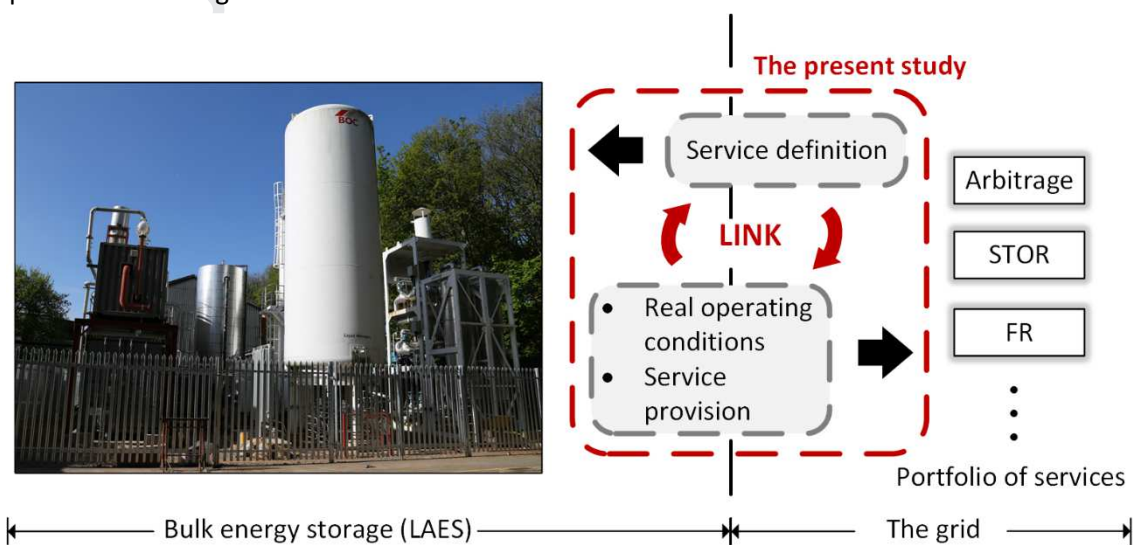 The present study
BOC
Service definition
Arbitrage
LINK
STOR
• Real operating
conditions
FR
• Service
provision
Portfolio of services
Bulk energy storage (LAES)
The grid